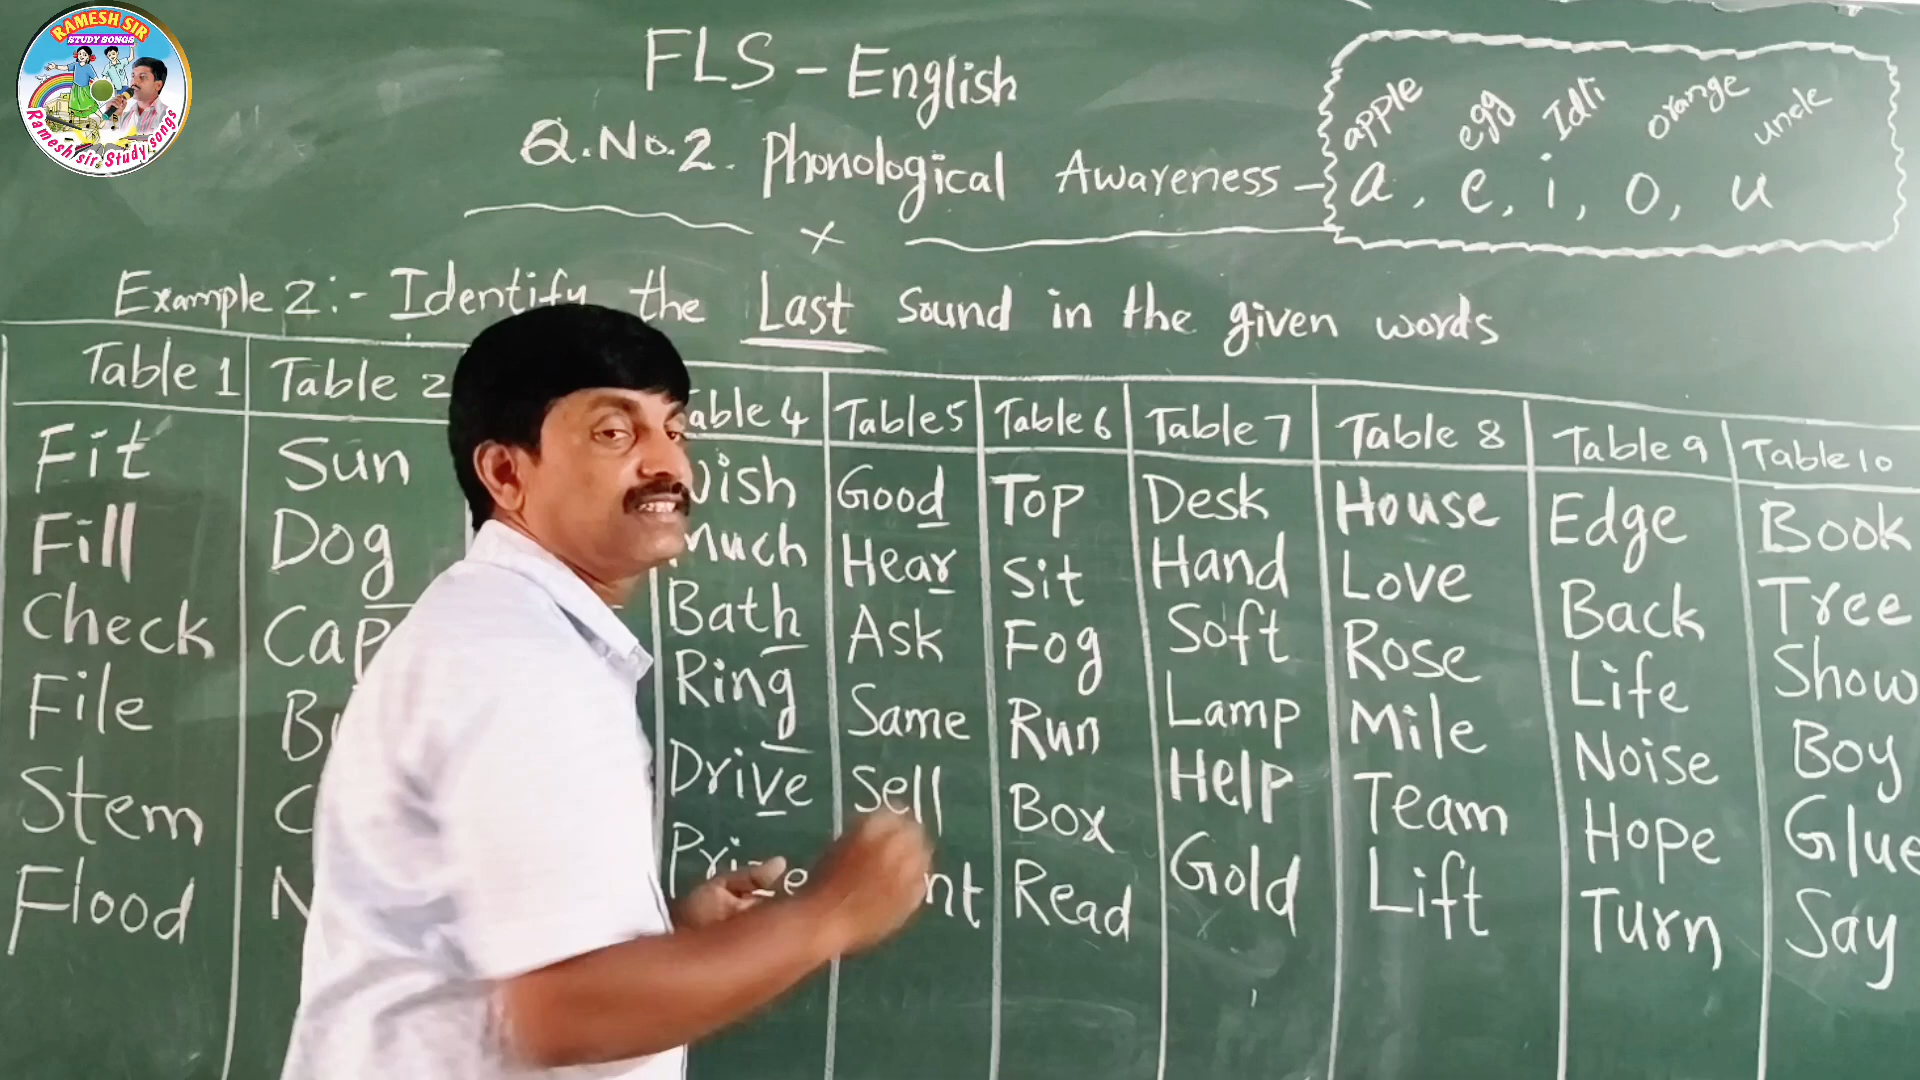 RAMESH SIR
STUDY SONGS
Ramesh sir Study songs
FLS - English
Q.No.2. Phonological Awareness -
apple egg Idli orange uncle
a, e, i, o, u
Example 2:- Identify the Last sound in the given words
Table 1
Fit
Fill
Check
File
Stem
Flood
Table 2
Sun
Dog
Table 4
Wish
Much
Bath
Ring
Drive
Prize
Table 5
Good
Hear
Ask
Same
Sell
Table 6
Top
Sit
Fog
Run
Box
Read
Table 7
Desk
Hand
Soft
Lamp
Help
Gold
Table 8
House
Love
Rose
Mile
Team
Lift
Table 9
Edge
Back
Life
Noise
Hope
Turn
Table 10
Book
Tree
Show
Boy
Glue
Say